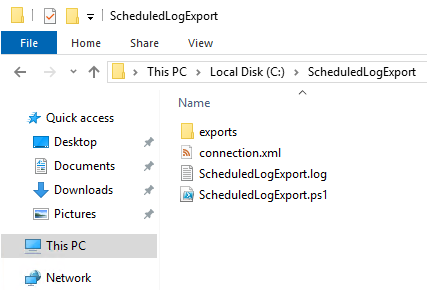 ScheduledLogExport
File
Home
Share
View
This PC
Local Disk (C:)
ScheduledLogExport
Name
Quick access
Desktop
Documents
Downloads
Pictures
This PC
Network
exports
connection.xml
ScheduledLogExport.log
ScheduledLogExport.ps1